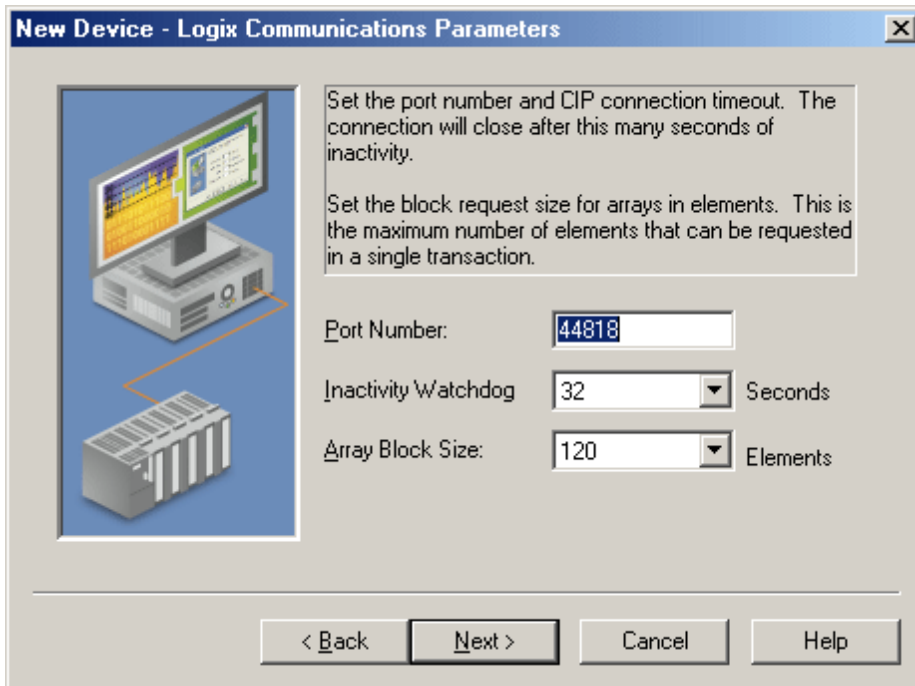 New Device - Logix Communications Parameters
Set the port number and CIP connection timeout. The
connection will close after this many seconds of
inactivity.
Set the block request size for arrays in elements. This is
the maximum number of elements that can be requested
in a single transaction.
Port Number: 44818
Inactivity Watchdog 32 Seconds
Array Block Size: 120 Elements
< Back Next > Cancel Help